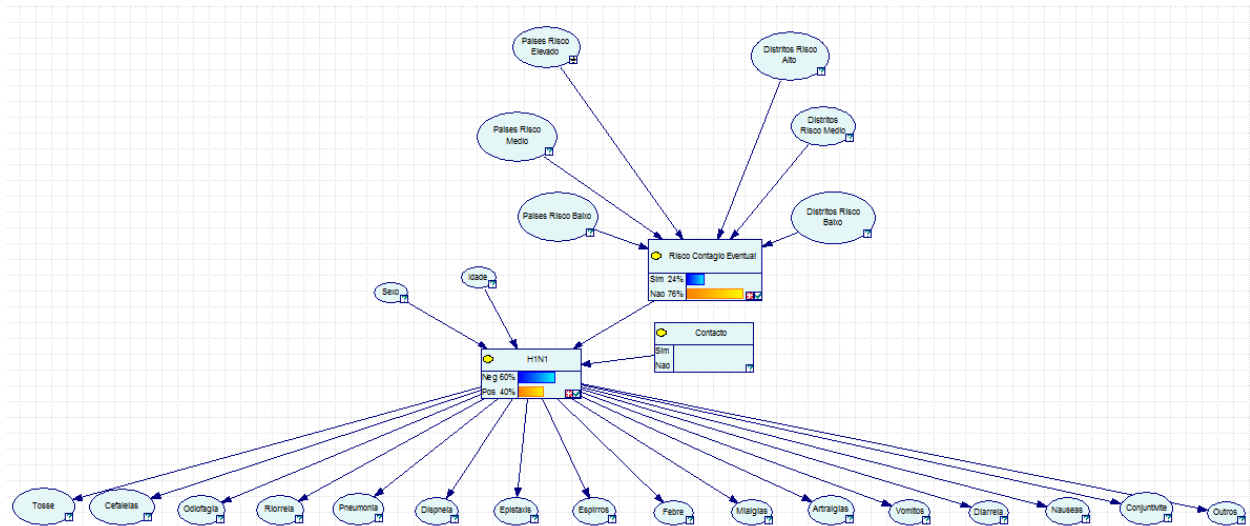 Paises Risco
Elevado
Distritos Risco
Alto
Paises Risco
Medio
Distritos
Risco Medio
Paises Risco Baixo
Distritos Risco
Baixo
Risco Contagio Eventual
Sim 24%
Nao 76%
Idade
Sexo
Contacto
Sim
Nao
H1N1
Neg 60%
Pos 40%
Tosse
Cefaleias
Odiofagia
Riorreia
Pneumonia
Dispneia
Epistaxis
Espirros
Febre
Mialgias
Artralgias
Vomitos
Diarreia
Nauseas
Conjuntivite
Outros